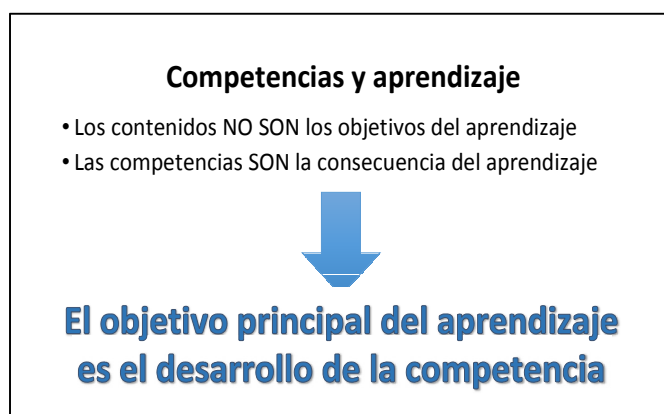 Competencias y aprendizaje
• Los contenidos NO SON los objetivos del aprendizaje
• Las competencias SON la consecuencia del aprendizaje
El objetivo principal del aprendizaje
es el desarrollo de la competencia